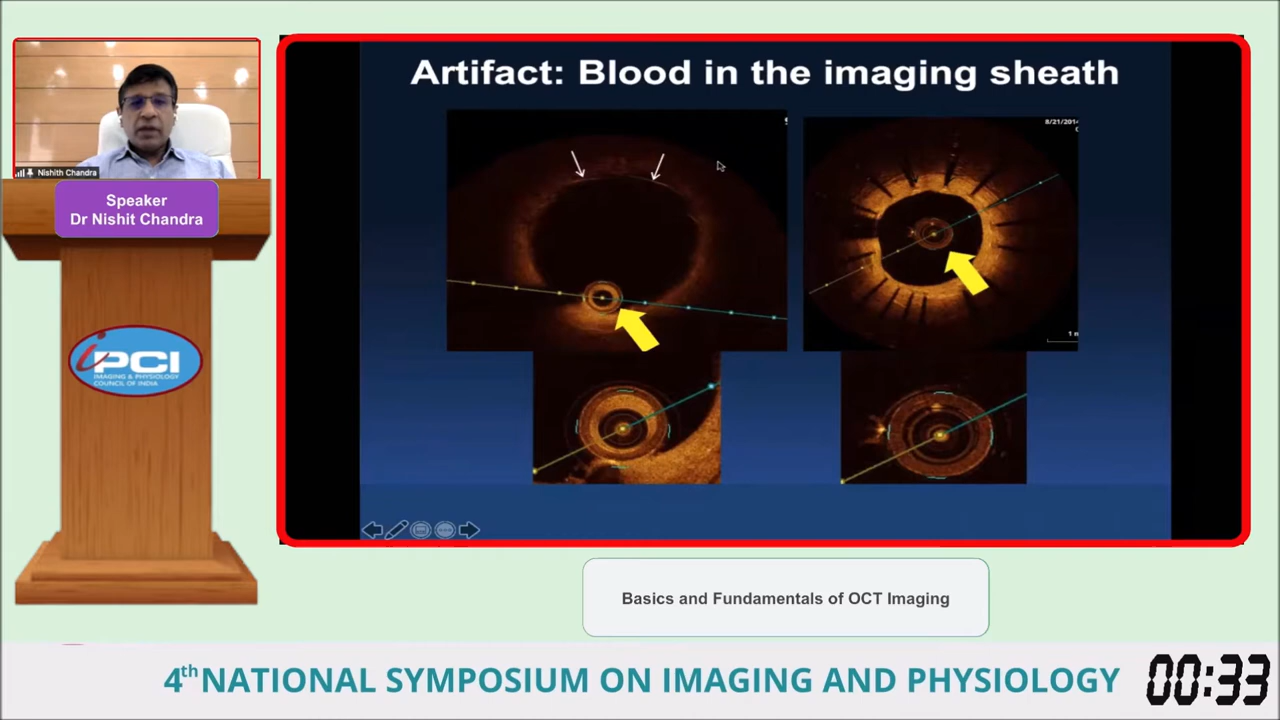 Artifact: Blood in the imaging sheath
8/21/201
Nishith Chandra
Speaker
Dr Nishit Chandra
iPCI
IMAGING & PHYSIOLOGY
COUNCIL OF INDIA
Basics and Fundamentals of OCT Imaging
4th NATIONAL SYMPOSIUM ON IMAGING AND PHYSIOLOGY
00:33